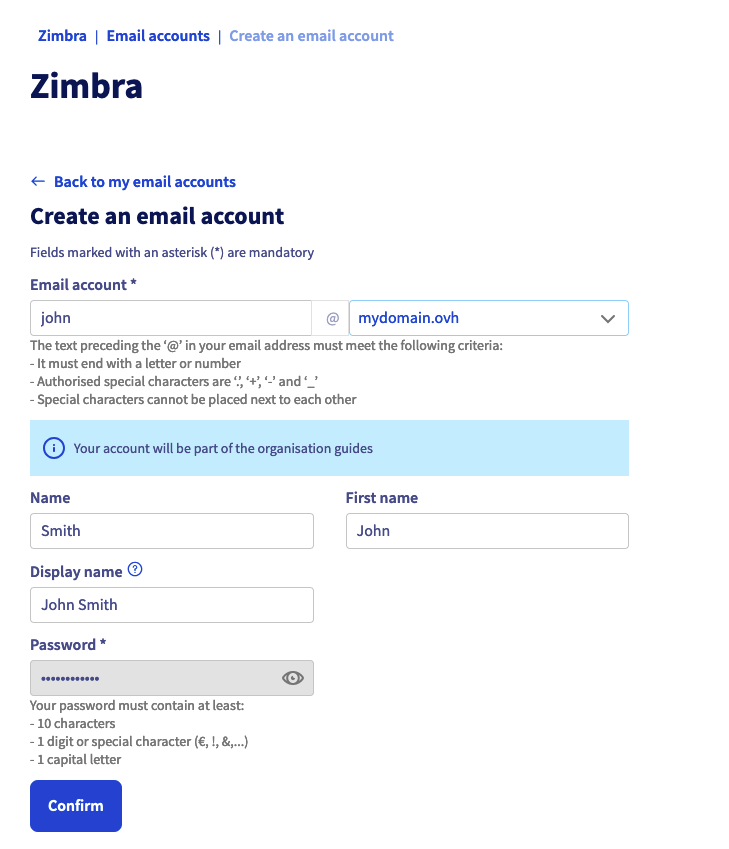 Zimbra | Email accounts | Create an email account
Zimbra
← Back to my email accounts
Create an email account
Fields marked with an asterisk (*) are mandatory
Email account *
john @ mydomain.ovh
The text preceding the ‘@’ in your email address must meet the following criteria:
- It must end with a letter or number
- Authorised special characters are ‘.’, ‘+’, ‘-’ and ‘_’
- Special characters cannot be placed next to each other
Your account will be part of the organisation guides
Name First name
Smith John
Display name
John Smith
Password *
••••••••••••
Your password must contain at least:
- 10 characters
- 1 digit or special character (€, !, &,...)
- 1 capital letter
Confirm